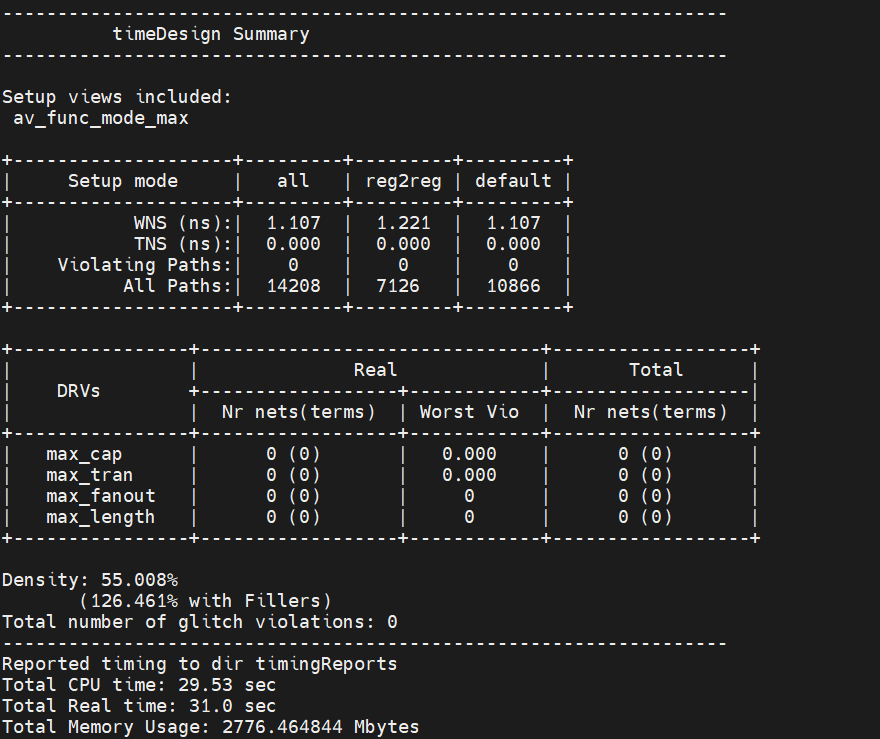 ---------------------------------------------------------------
          timeDesign Summary
---------------------------------------------------------------
Setup views included:
 av_func_mode_max
+--------------------+---------+---------+---------+
|     Setup mode     |   all   | reg2reg | default |
+--------------------+---------+---------+---------+
|           WNS (ns):|  1.107  |  1.221  |  1.107  |
|           TNS (ns):|  0.000  |  0.000  |  0.000  |
|    Violating Paths:|    0    |    0    |    0    |
|          All Paths:|  14208  |  7126   |  10866  |
+--------------------+---------+---------+---------+
+----------------+-------------------------------+------------------+
|                |              Real             |       Total      |
|    DRVs        +------------------+------------+------------------|
|                |  Nr nets(terms)  | Worst Vio  |  Nr nets(terms)  |
+----------------+------------------+------------+------------------+
|   max_cap      |      0 (0)       |   0.000    |      0 (0)       |
|   max_tran     |      0 (0)       |   0.000    |      0 (0)       |
|   max_fanout   |      0 (0)       |     0      |      0 (0)       |
|   max_length   |      0 (0)       |     0      |      0 (0)       |
+----------------+------------------+------------+------------------+
Density: 55.008%
       (126.461% with Fillers)
Total number of glitch violations: 0
---------------------------------------------------------------
Reported timing to dir timingReports
Total CPU time: 29.53 sec
Total Real time: 31.0 sec
Total Memory Usage: 2776.464844 Mbytes